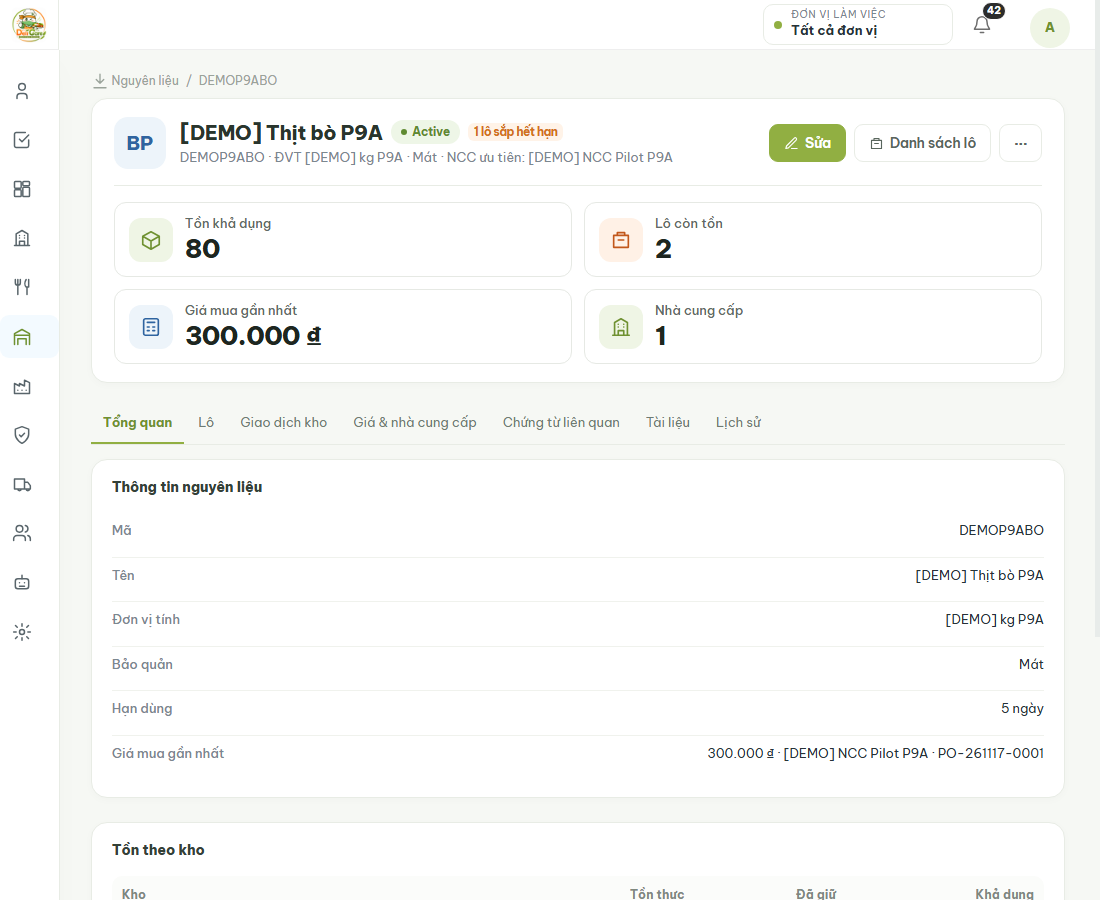 ĐƠN VỊ LÀM VIỆC
Tất cả đơn vị
42
A
Nguyên liệu / DEMOP9ABO
BP
[DEMO] Thịt bò P9A
Active
1 lô sắp hết hạn
DEMOP9ABO · ĐVT [DEMO] kg P9A · Mát · NCC ưu tiên: [DEMO] NCC Pilot P9A
Sửa
Danh sách lô
...
Tồn khả dụng
80
Lô còn tồn
2
Giá mua gần nhất
300.000 ₫
Nhà cung cấp
1
Tổng quan
Lô
Giao dịch kho
Giá & nhà cung cấp
Chứng từ liên quan
Tài liệu
Lịch sử
Thông tin nguyên liệu
Mã DEMOP9ABO
Tên [DEMO] Thịt bò P9A
Đơn vị tính [DEMO] kg P9A
Bảo quản Mát
Hạn dùng 5 ngày
Giá mua gần nhất 300.000 ₫ · [DEMO] NCC Pilot P9A · PO-261117-0001
Tồn theo kho
Kho Tồn thực Đã giữ Khả dụng